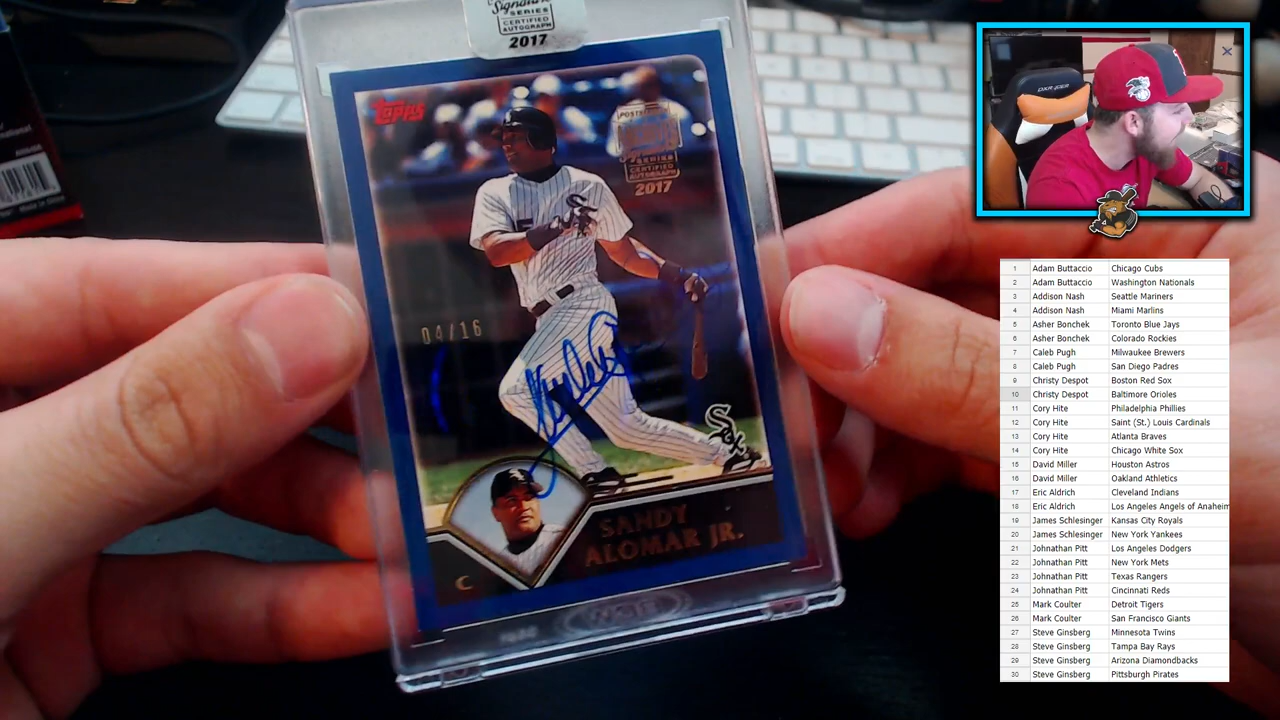 Signature
SERIES
CERTIFIED
AUTOGRAPH
2017
Topps
SERIES
CERTIFIED
AUTOGRAPH
2017
04/16
Sox
Sox
SANDY
ALOMAR JR.
C
DXRACER
1 Adam Buttaccio Chicago Cubs
2 Adam Buttaccio Washington Nationals
3 Addison Nash Seattle Mariners
4 Addison Nash Miami Marlins
5 Asher Bonchek Toronto Blue Jays
6 Asher Bonchek Colorado Rockies
7 Caleb Pugh Milwaukee Brewers
8 Caleb Pugh San Diego Padres
9 Christy Despot Boston Red Sox
10 Christy Despot Baltimore Orioles
11 Cory Hite Philadelphia Phillies
12 Cory Hite Saint (St.) Louis Cardinals
13 Cory Hite Atlanta Braves
14 Cory Hite Chicago White Sox
15 David Miller Houston Astros
16 David Miller Oakland Athletics
17 Eric Aldrich Cleveland Indians
18 Eric Aldrich Los Angeles Angels of Anaheim
19 James Schlesinger Kansas City Royals
20 James Schlesinger New York Yankees
21 Johnathan Pitt Los Angeles Dodgers
22 Johnathan Pitt New York Mets
23 Johnathan Pitt Texas Rangers
24 Johnathan Pitt Cincinnati Reds
25 Mark Coulter Detroit Tigers
26 Mark Coulter San Francisco Giants
27 Steve Ginsberg Minnesota Twins
28 Steve Ginsberg Tampa Bay Rays
29 Steve Ginsberg Arizona Diamondbacks
30 Steve Ginsberg Pittsburgh Pirates